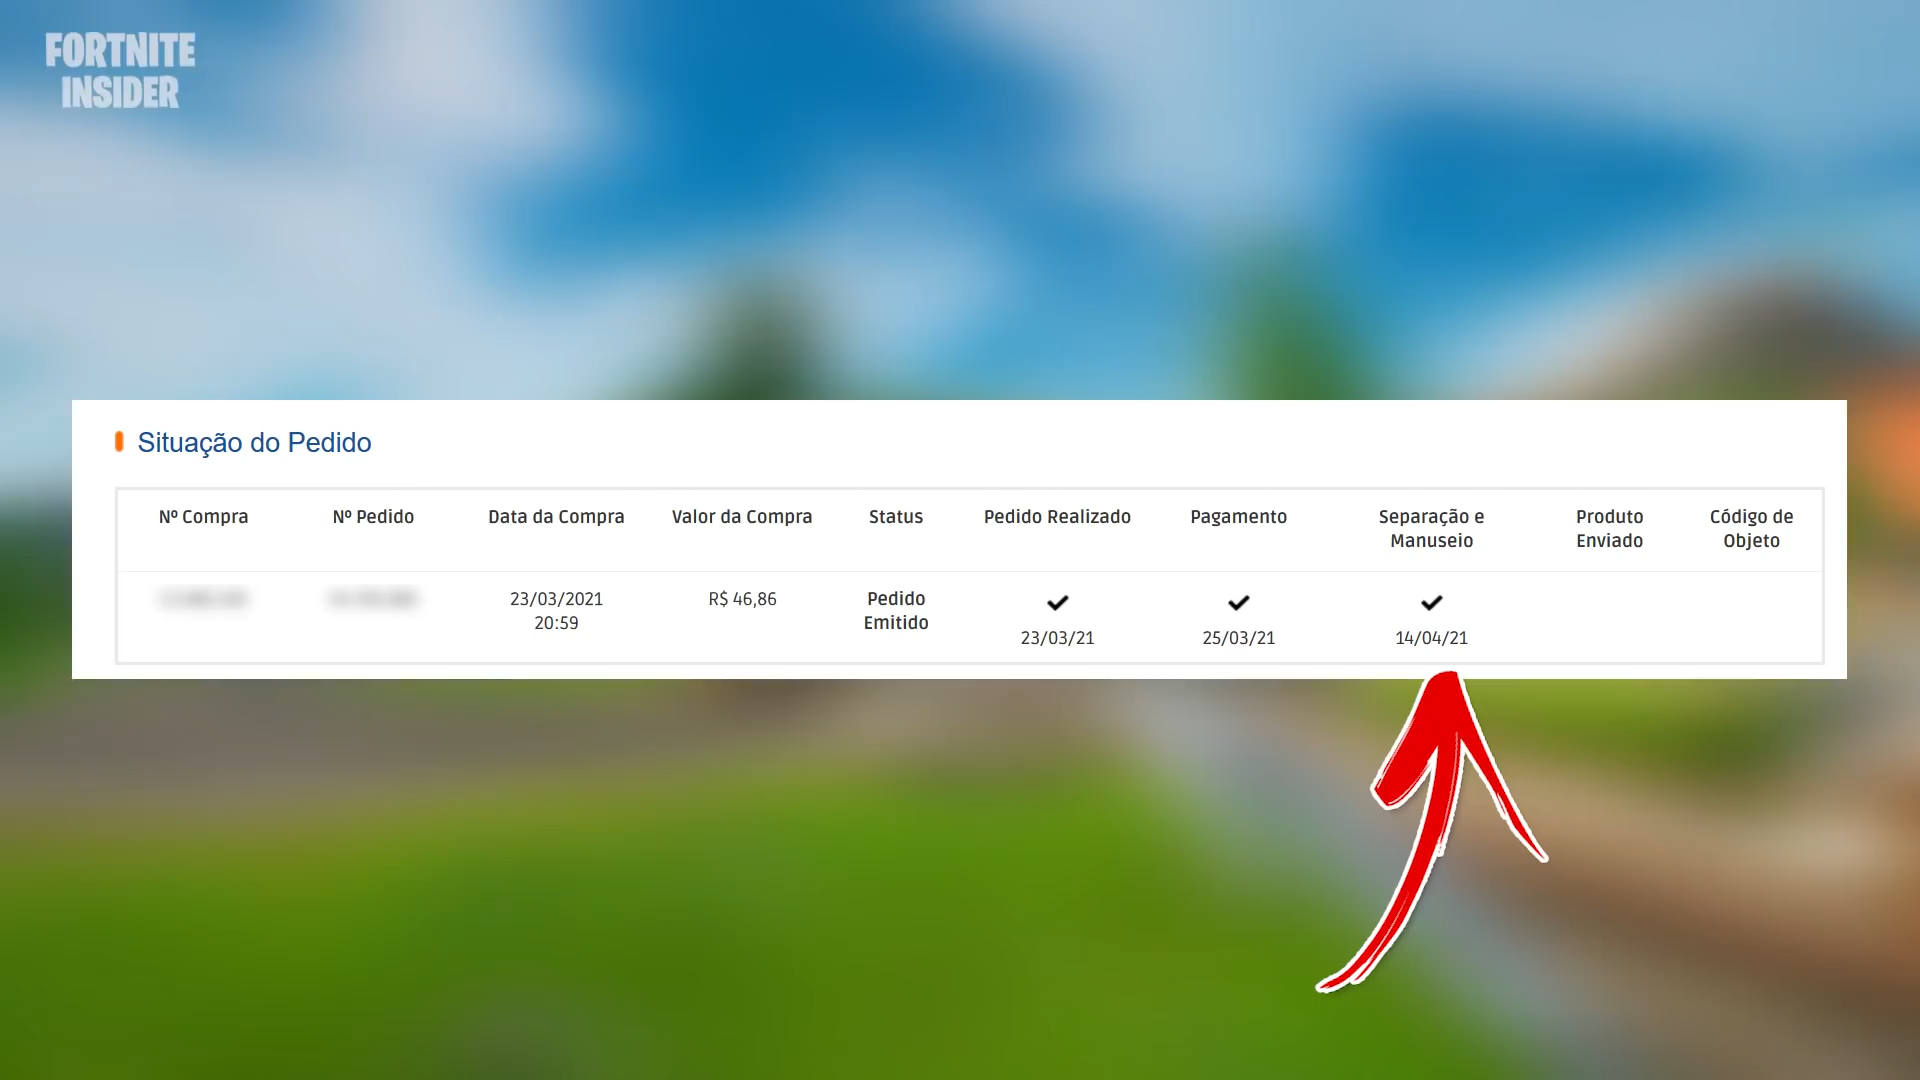 FORTNITE
INSIDER
Situação do Pedido
Nº Compra
Nº Pedido
Data da Compra
Valor da Compra
Status
Pedido Realizado
Pagamento
Separação e
Manuseio
Produto
Enviado
Código de
Objeto
23/03/2021
20:59
R$ 46,86
Pedido
Emitido
23/03/21
25/03/21
14/04/21